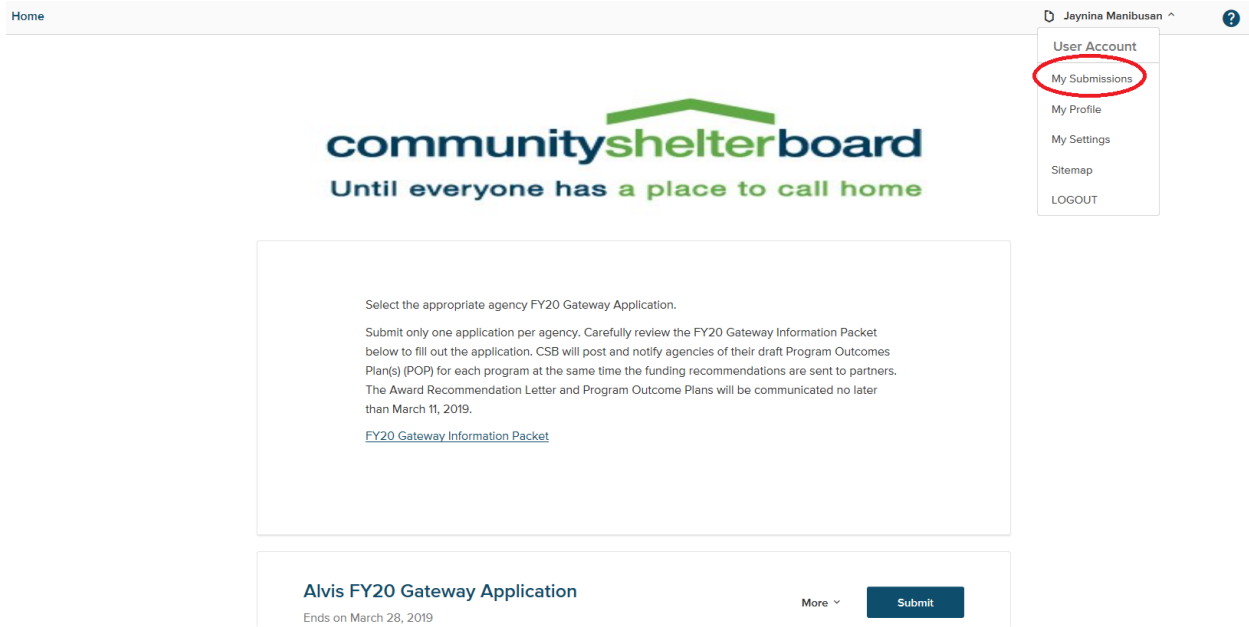 Home
Jaynina Manibusan
?
User Account
My Submissions
My Profile
My Settings
Sitemap
LOGOUT
communityshelterboard
Until everyone has a place to call home
Select the appropriate agency FY20 Gateway Application.
Submit only one application per agency. Carefully review the FY20 Gateway Information Packet
below to fill out the application. CSB will post and notify agencies of their draft Program Outcomes
Plan(s) (POP) for each program at the same time the funding recommendations are sent to partners.
The Award Recommendation Letter and Program Outcome Plans will be communicated no later
than March 11, 2019.
FY20 Gateway Information Packet
Alvis FY20 Gateway Application
More
Submit
Ends on March 28, 2019